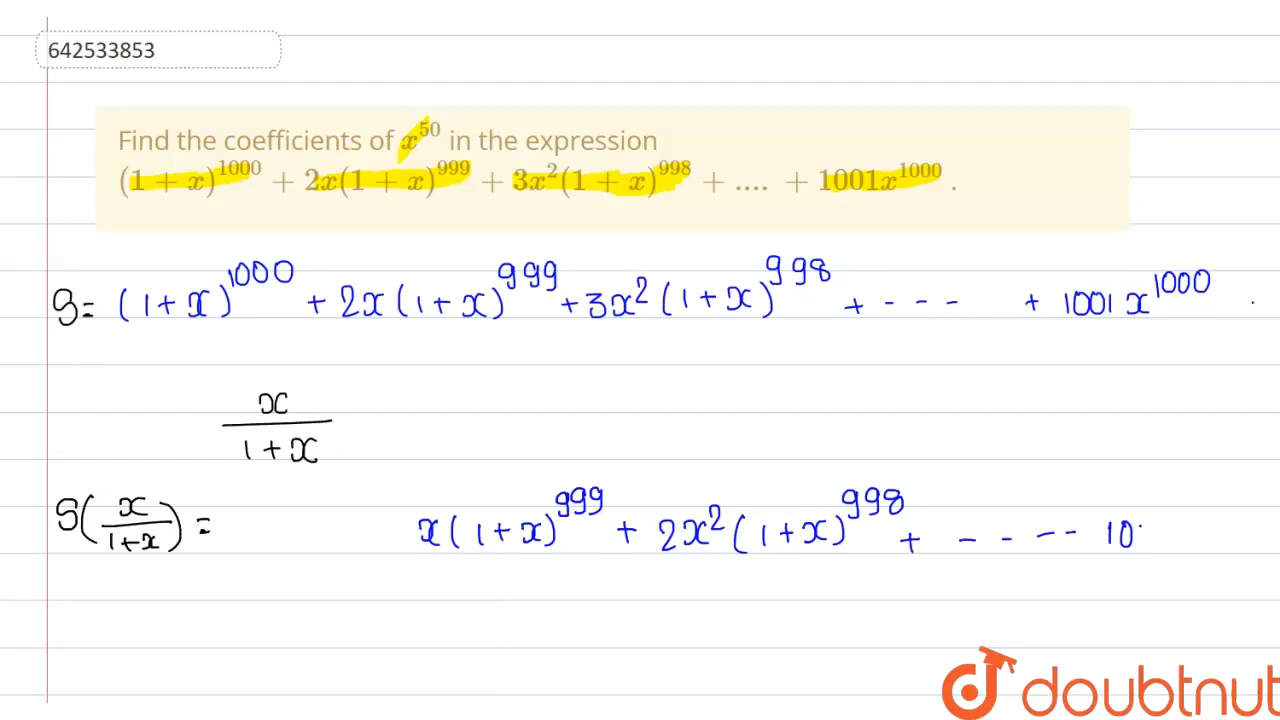 642533853
Find the coefficients of x^50 in the expression
(1 + x)^1000 + 2x(1 + x)^999 + 3x^2(1 + x)^998 + .... + 1001x^1000 .
S= (1+x)^1000 + 2x(1+x)^999 + 3x^2(1+x)^998 + - - - + 1001x^1000 .
x
1+x
S(x/1+x) = x(1+x)^999 + 2x^2(1+x)^998 + - - - - 10
doubtnut